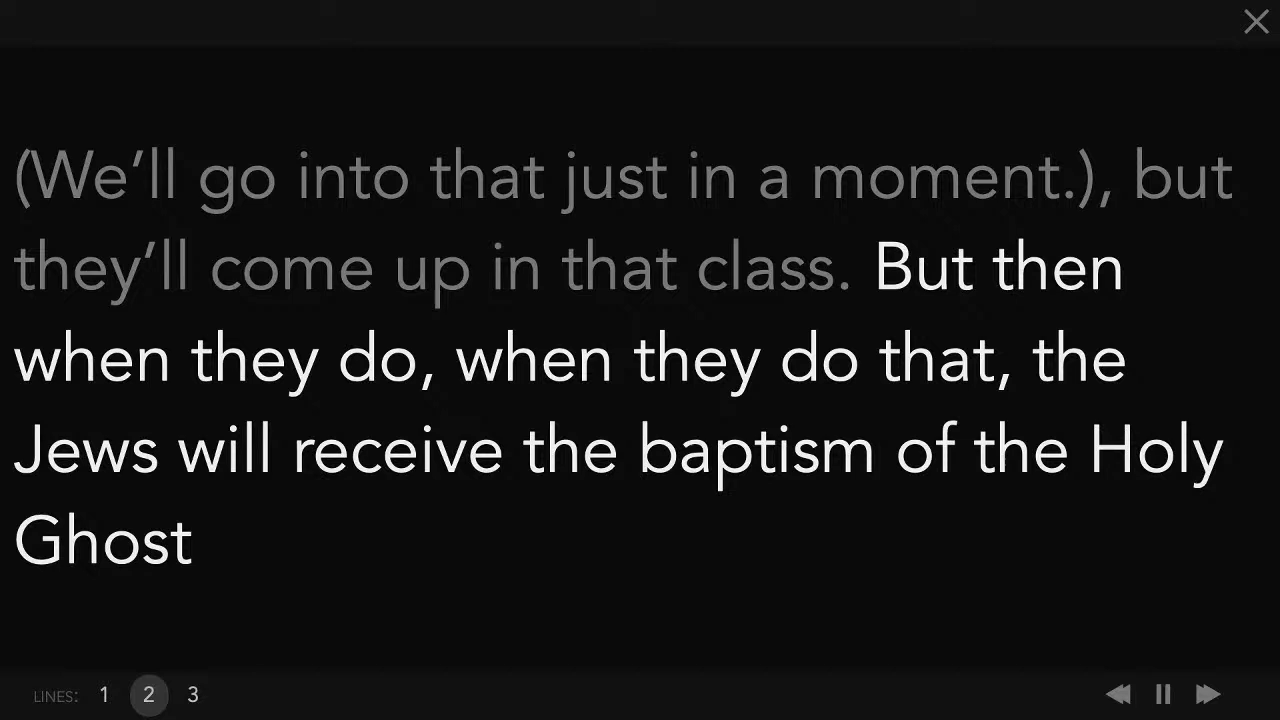 (We’ll go into that just in a moment.), but
they’ll come up in that class. But then
when they do, when they do that, the
Jews will receive the baptism of the Holy
Ghost
LINES: 1 2 3